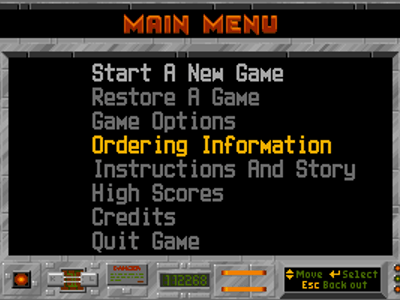 MAIN MENU
Start A New Game
Restore A Game
Game Options
Ordering Information
Instructions And Story
High Scores
Credits
Quit Game
112268
Move Select
Esc Back out